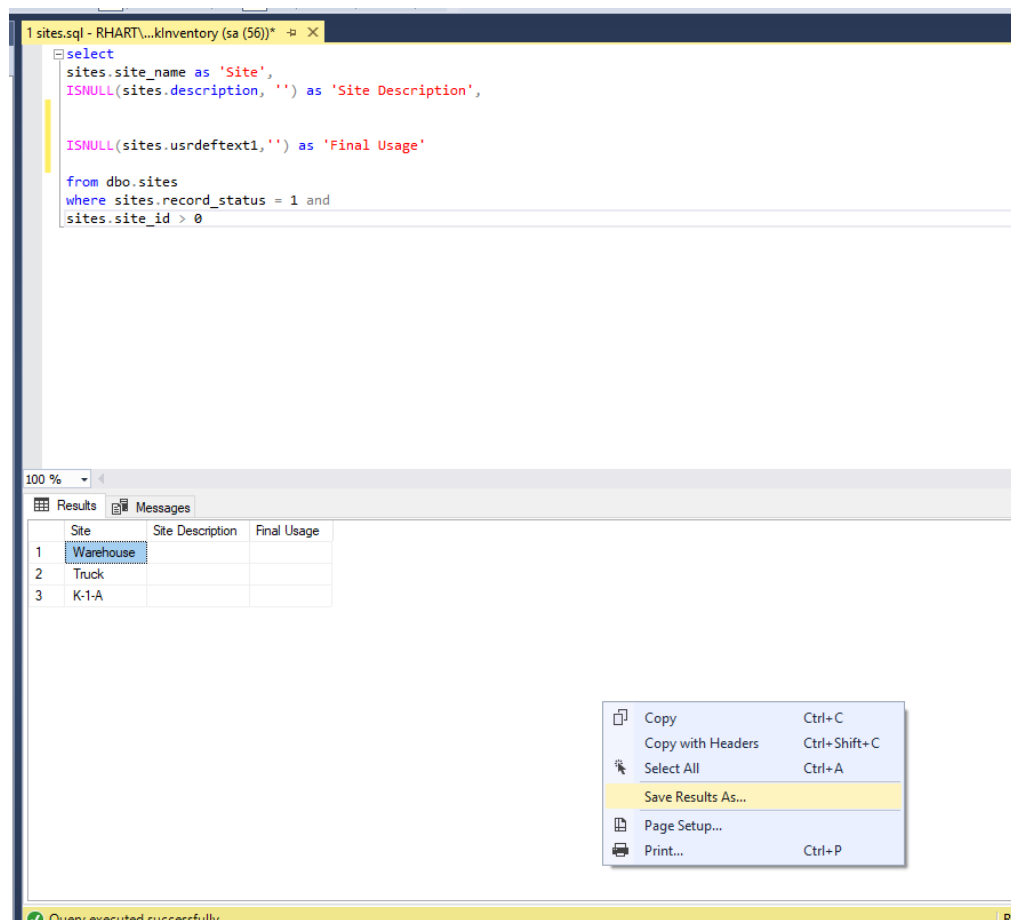 1 sites.sql - RHART\...kInventory (sa (56))*
select
sites.site_name as 'Site',
ISNULL(sites.description, '') as 'Site Description',
ISNULL(sites.usrdeftext1,'') as 'Final Usage'
from dbo.sites
where sites.record_status = 1 and
sites.site_id > 0
100 %
Results Messages
Site Site Description Final Usage
1 Warehouse
2 Truck
3 K-1-A
Copy Ctrl+C
Copy with Headers Ctrl+Shift+C
Select All Ctrl+A
Save Results As...
Page Setup...
Print... Ctrl+P
Query executed successfully